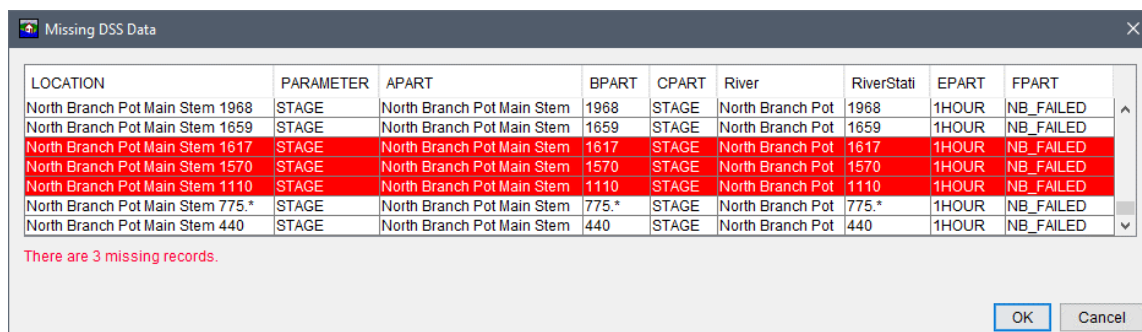 Missing DSS Data
LOCATION PARAMETER APART BPART CPART River RiverStati EPART FPART
North Branch Pot Main Stem 1968 STAGE North Branch Pot Main Stem 1968 STAGE North Branch Pot 1968 1HOUR NB_FAILED
North Branch Pot Main Stem 1659 STAGE North Branch Pot Main Stem 1659 STAGE North Branch Pot 1659 1HOUR NB_FAILED
North Branch Pot Main Stem 1617 STAGE North Branch Pot Main Stem 1617 STAGE North Branch Pot 1617 1HOUR NB_FAILED
North Branch Pot Main Stem 1570 STAGE North Branch Pot Main Stem 1570 STAGE North Branch Pot 1570 1HOUR NB_FAILED
North Branch Pot Main Stem 1110 STAGE North Branch Pot Main Stem 1110 STAGE North Branch Pot 1110 1HOUR NB_FAILED
North Branch Pot Main Stem 775.* STAGE North Branch Pot Main Stem 775.* STAGE North Branch Pot 775.* 1HOUR NB_FAILED
North Branch Pot Main Stem 440 STAGE North Branch Pot Main Stem 440 STAGE North Branch Pot 440 1HOUR NB_FAILED
There are 3 missing records.
OK Cancel